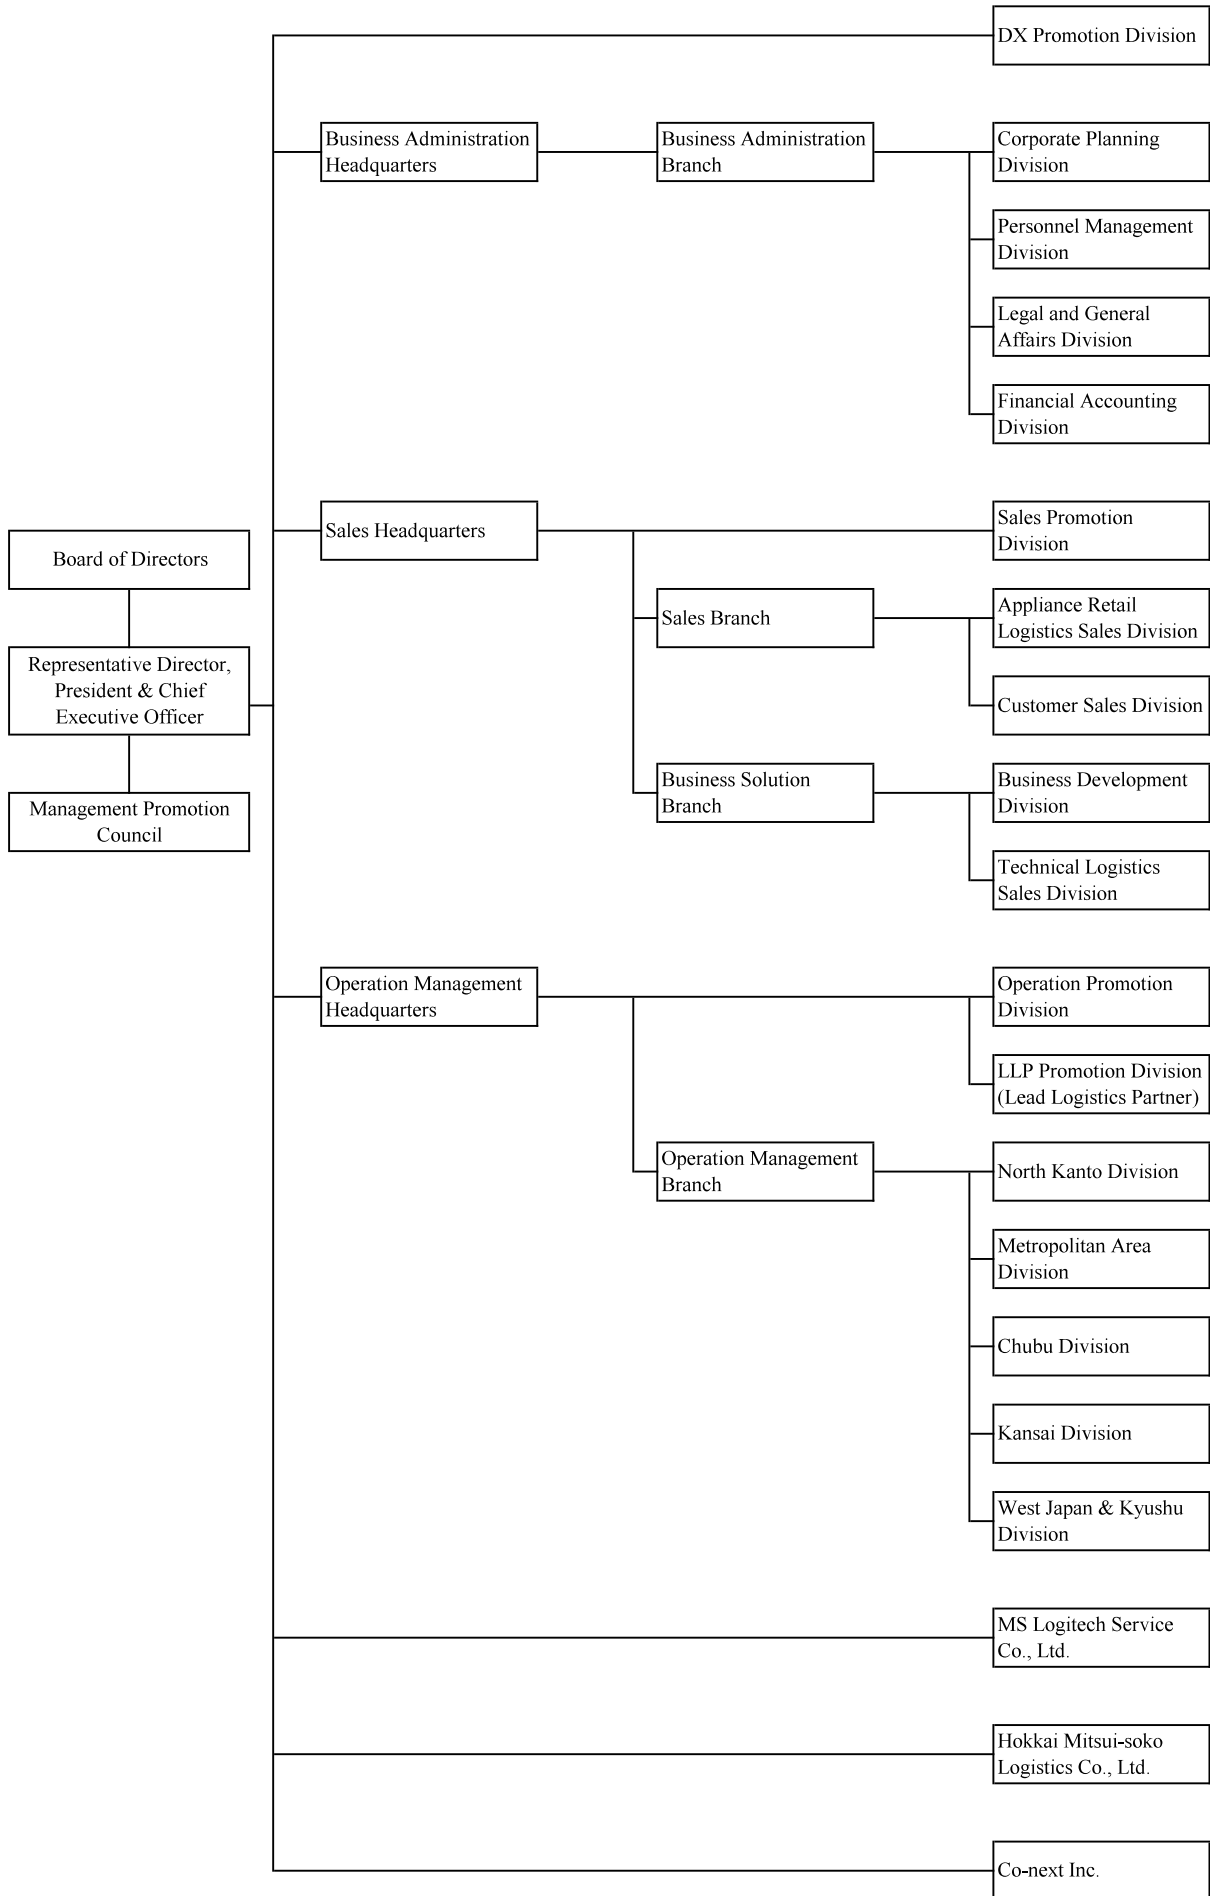 DX Promotion Division
Business Administration
Headquarters
Business Administration
Branch
Corporate Planning
Division
Personnel Management
Division
Legal and General
Affairs Division
Financial Accounting
Division
Board of Directors
Representative Director,
President & Chief
Executive Officer
Management Promotion
Council
Sales Headquarters
Sales Promotion
Division
Sales Branch
Appliance Retail
Logistics Sales Division
Customer Sales Division
Business Solution
Branch
Business Development
Division
Technical Logistics
Sales Division
Operation Management
Headquarters
Operation Promotion
Division
LLP Promotion Division
(Lead Logistics Partner)
Operation Management
Branch
North Kanto Division
Metropolitan Area
Division
Chubu Division
Kansai Division
West Japan & Kyushu
Division
MS Logitech Service
Co., Ltd.
Hokkai Mitsui-soko
Logistics Co., Ltd.
Co-next Inc.